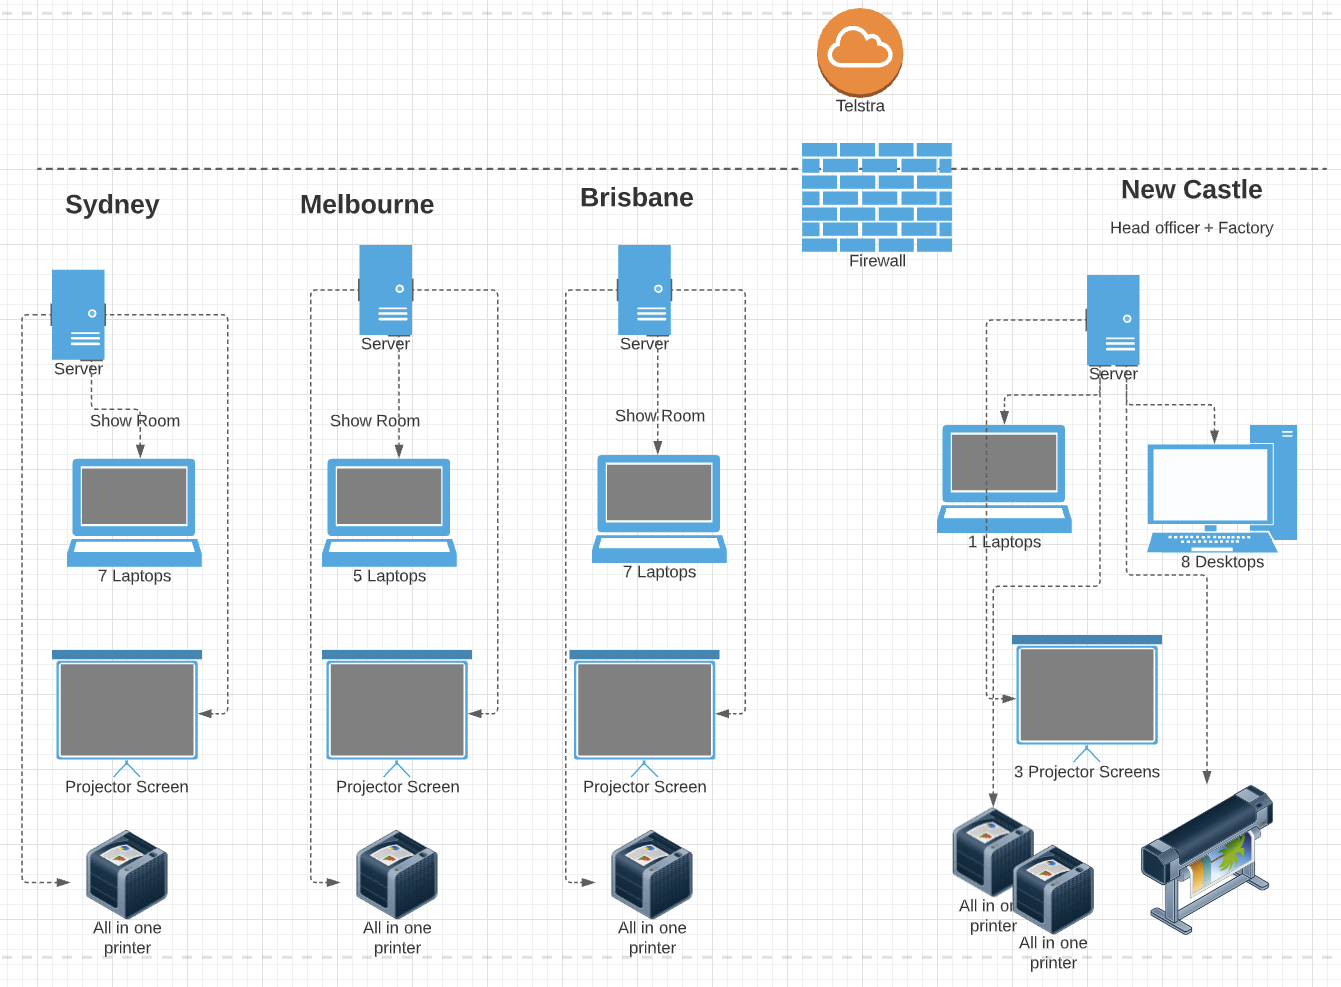 Telstra
Firewall
Sydney
Server
Show Room
7 Laptops
Projector Screen
All in one
printer
Melbourne
Server
Show Room
5 Laptops
Projector Screen
All in one
printer
Brisbane
Server
Show Room
7 Laptops
Projector Screen
All in one
printer
New Castle
Head officer + Factory
Server
1 Laptops
8 Desktops
3 Projector Screens
All in on
printer
All in one
printer